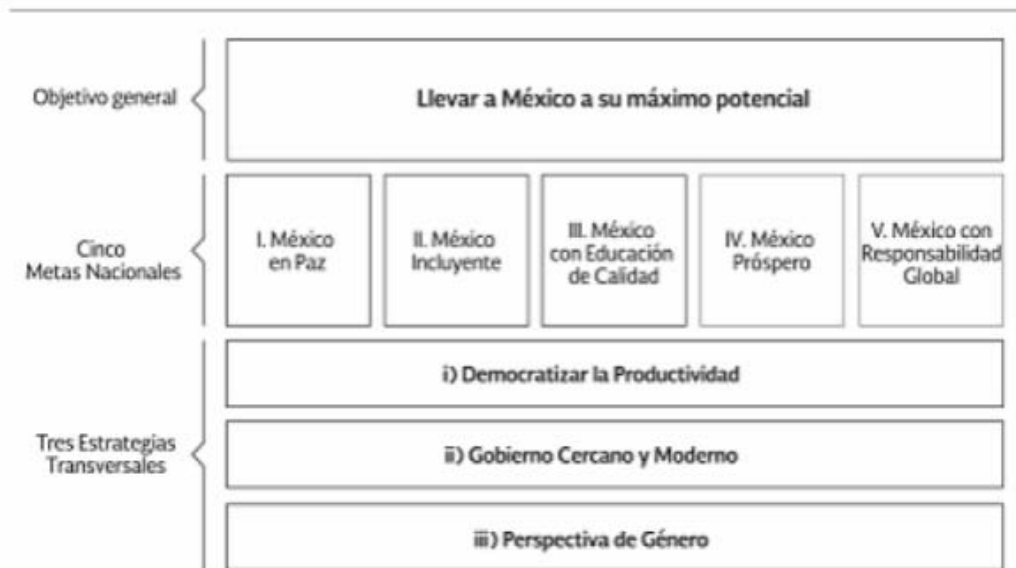 Objetivo general
Llevar a México a su máximo potencial
Cinco
Metas Nacionales
I. México
en Paz
II. México
Incluyente
III. México
con Educación
de Calidad
IV. México
Próspero
V. México con
Responsabilidad
Global
Tres Estrategias
Transversales
i) Democratizar la Productividad
ii) Gobierno Cercano y Moderno
iii) Perspectiva de Género